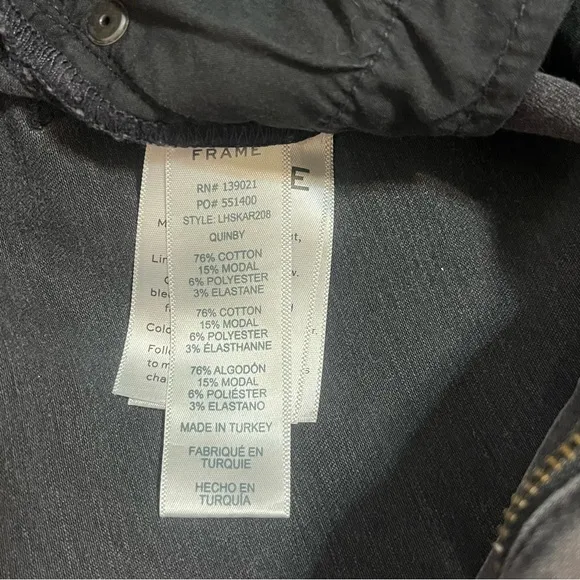 FRAME
E
RN# 139021
PO# 551400
STYLE: LHSKAR208
QUINBY
76% COTTON
15% MODAL
6% POLYESTER
3% ELASTANE
76% COTTON
15% MODAL
6% POLYESTER
3% ÉLASTHANNE
76% ALGODÓN
15% MODAL
6% POLIÉSTER
3% ELASTANO
MADE IN TURKEY
FABRIQUÉ EN
TURQUIE
HECHO EN
TURQUÍA
to